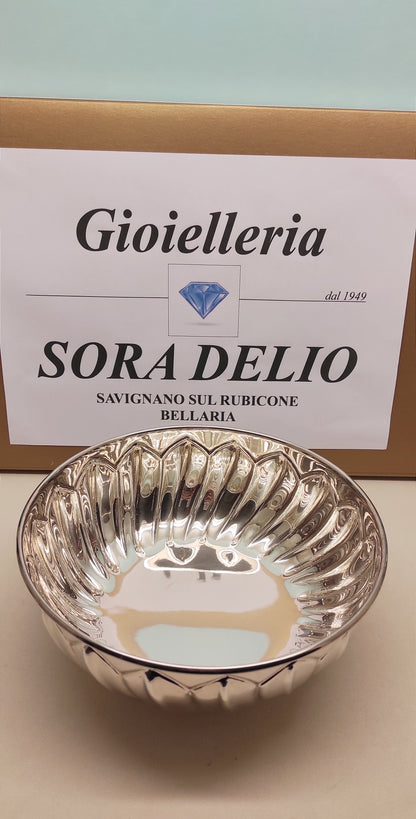 Gioielleria
dal 1949
SORA DELIO
SAVIGNANO SUL RUBICONE
BELLARIA